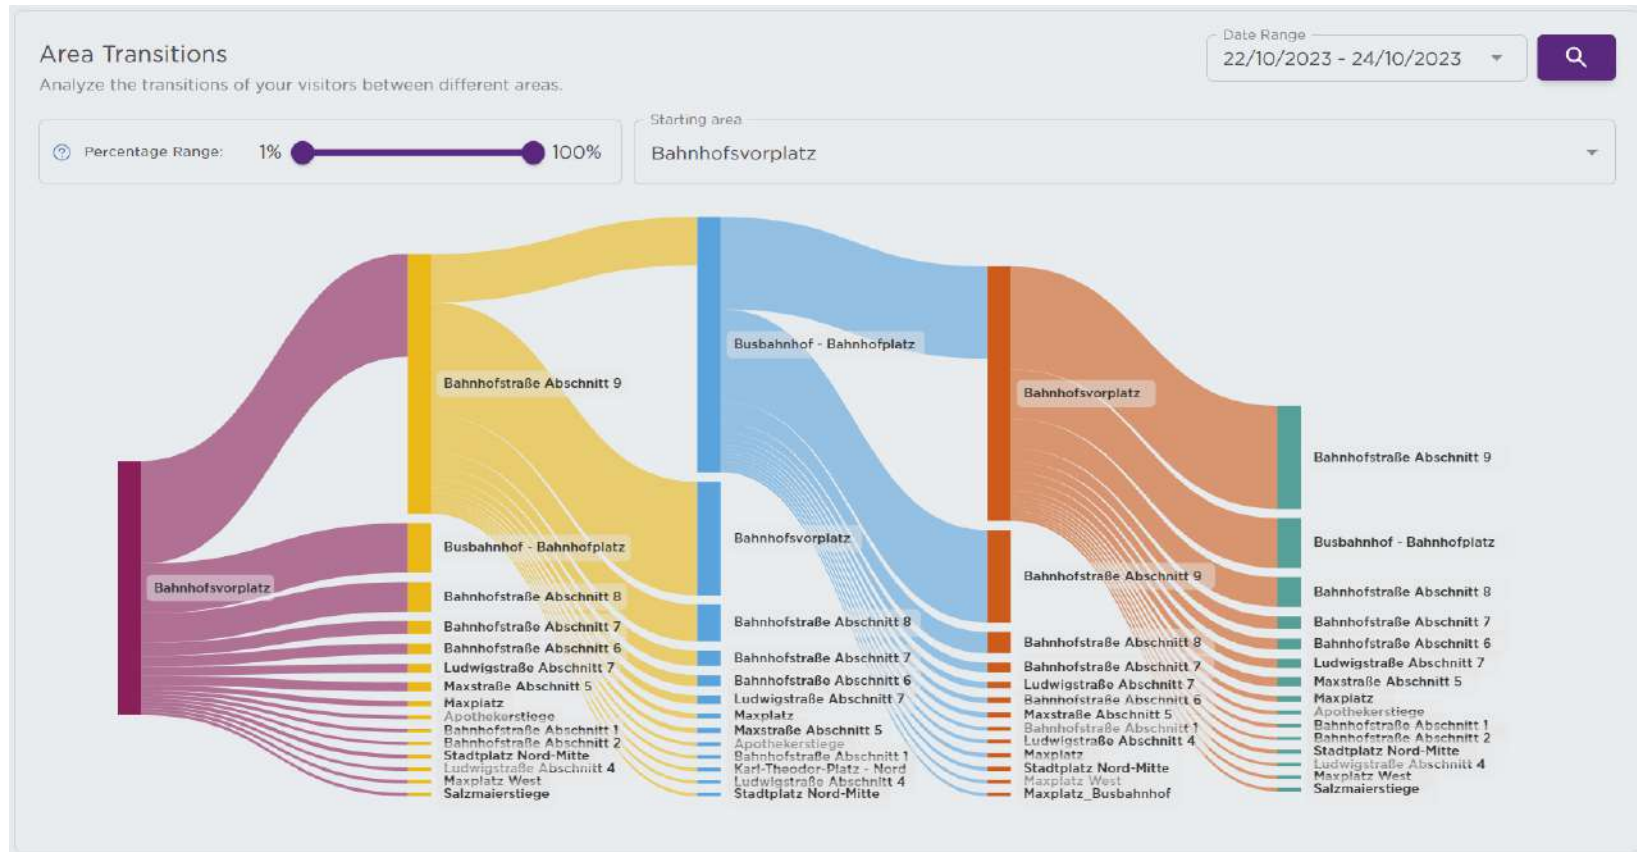 Area Transitions
Analyze the transitions of your visitors between different areas.
Date Range
22/10/2023 - 24/10/2023
Percentage Range:
1%
100%
Starting area
Bahnhofsvorplatz
Bahnhofsvorplatz
Bahnhofstraße Abschnitt 9
Busbahnhof - Bahnhofplatz
Bahnhofstraße Abschnitt 8
Bahnhofstraße Abschnitt 7
Bahnhofstraße Abschnitt 6
Ludwigstraße Abschnitt 7
Maxstraße Abschnitt 5
Maxplatz
Apothekerstiege
Bahnhofstraße Abschnitt 1
Bahnhofstraße Abschnitt 2
Stadtplatz Nord-Mitte
Ludwigstraße Abschnitt 4
Maxplatz West
Salzmaierstiege
Busbahnhof - Bahnhofplatz
Bahnhofsvorplatz
Bahnhofstraße Abschnitt 8
Bahnhofstraße Abschnitt 7
Bahnhofstraße Abschnitt 6
Ludwigstraße Abschnitt 7
Maxplatz
Maxstraße Abschnitt 5
Apothekerstiege
Bahnhofstraße Abschnitt 1
Karl-Theodor-Platz - Nord
Ludwigstraße Abschnitt 4
Stadtplatz Nord-Mitte
Bahnhofsvorplatz
Bahnhofstraße Abschnitt 9
Bahnhofstraße Abschnitt 8
Bahnhofstraße Abschnitt 7
Ludwigstraße Abschnitt 7
Bahnhofstraße Abschnitt 6
Maxstraße Abschnitt 5
Bahnhofstraße Abschnitt 1
Ludwigstraße Abschnitt 4
Maxplatz
Stadtplatz Nord-Mitte
Maxplatz West
Maxplatz_Busbahnhof
Bahnhofstraße Abschnitt 9
Busbahnhof - Bahnhofplatz
Bahnhofstraße Abschnitt 8
Bahnhofstraße Abschnitt 7
Bahnhofstraße Abschnitt 6
Ludwigstraße Abschnitt 7
Maxstraße Abschnitt 5
Maxplatz
Apothekerstiege
Bahnhofstraße Abschnitt 1
Bahnhofstraße Abschnitt 2
Stadtplatz Nord-Mitte
Ludwigstraße Abschnitt 4
Maxplatz West
Salzmaierstiege